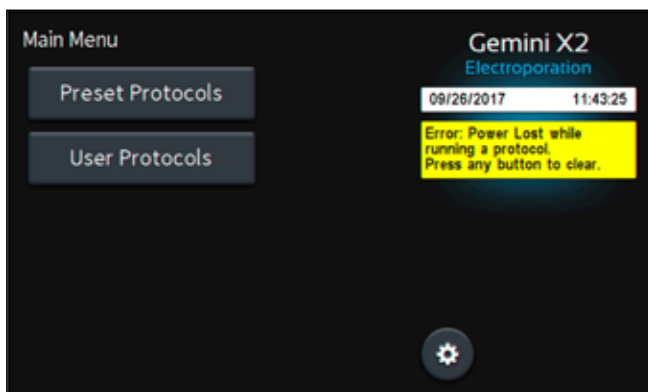 Main Menu
Preset Protocols
User Protocols
Gemini X2
Electroporation
09/26/2017 11:43:25
Error: Power Lost while
running a protocol.
Press any button to clear.